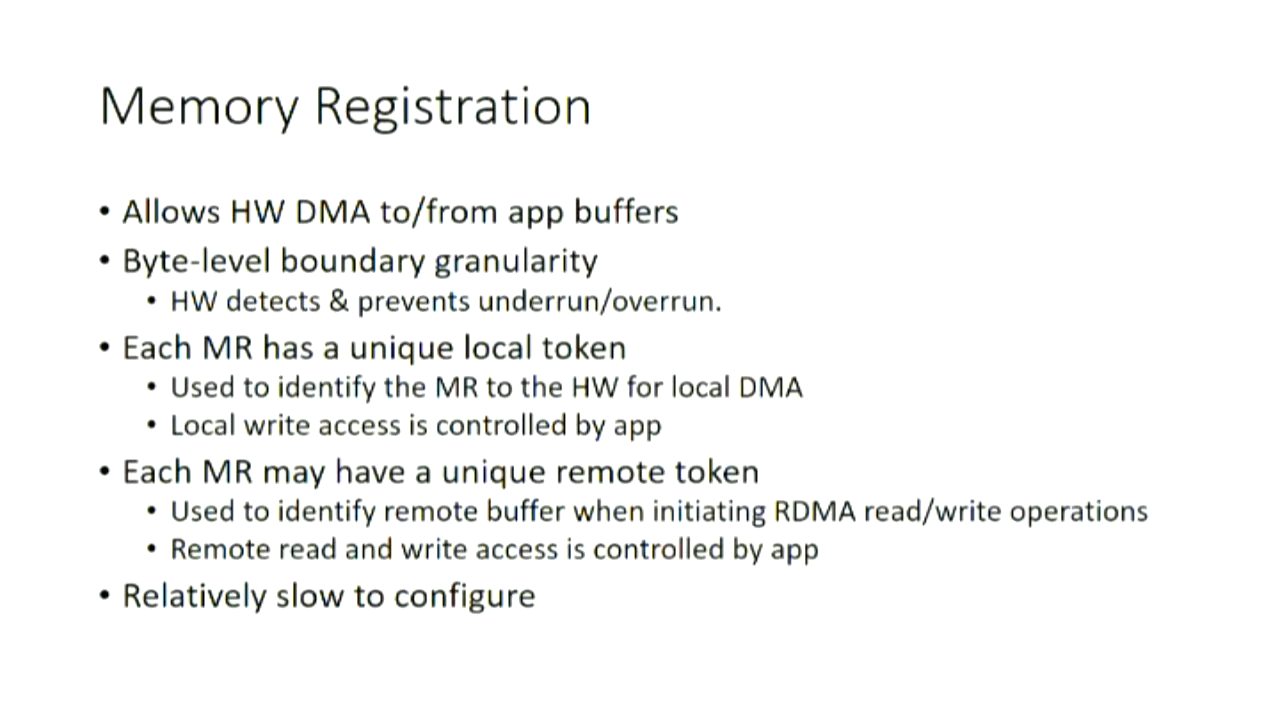 Memory Registration
• Allows HW DMA to/from app buffers
• Byte-level boundary granularity
• HW detects & prevents underrun/overrun.
• Each MR has a unique local token
• Used to identify the MR to the HW for local DMA
• Local write access is controlled by app
• Each MR may have a unique remote token
• Used to identify remote buffer when initiating RDMA read/write operations
• Remote read and write access is controlled by app
• Relatively slow to configure